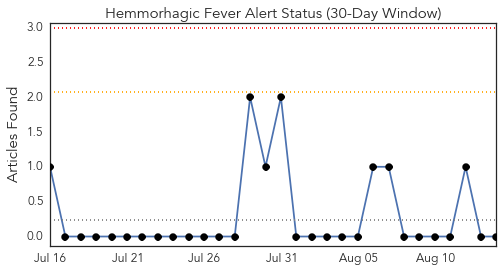 Hemmorhagic Fever Alert Status (30-Day Window)
Articles Found
3.0
2.5
2.0
1.5
1.0
0.5
0.0
Jul 16 Jul 21 Jul 26 Jul 31 Aug 05 Aug 10